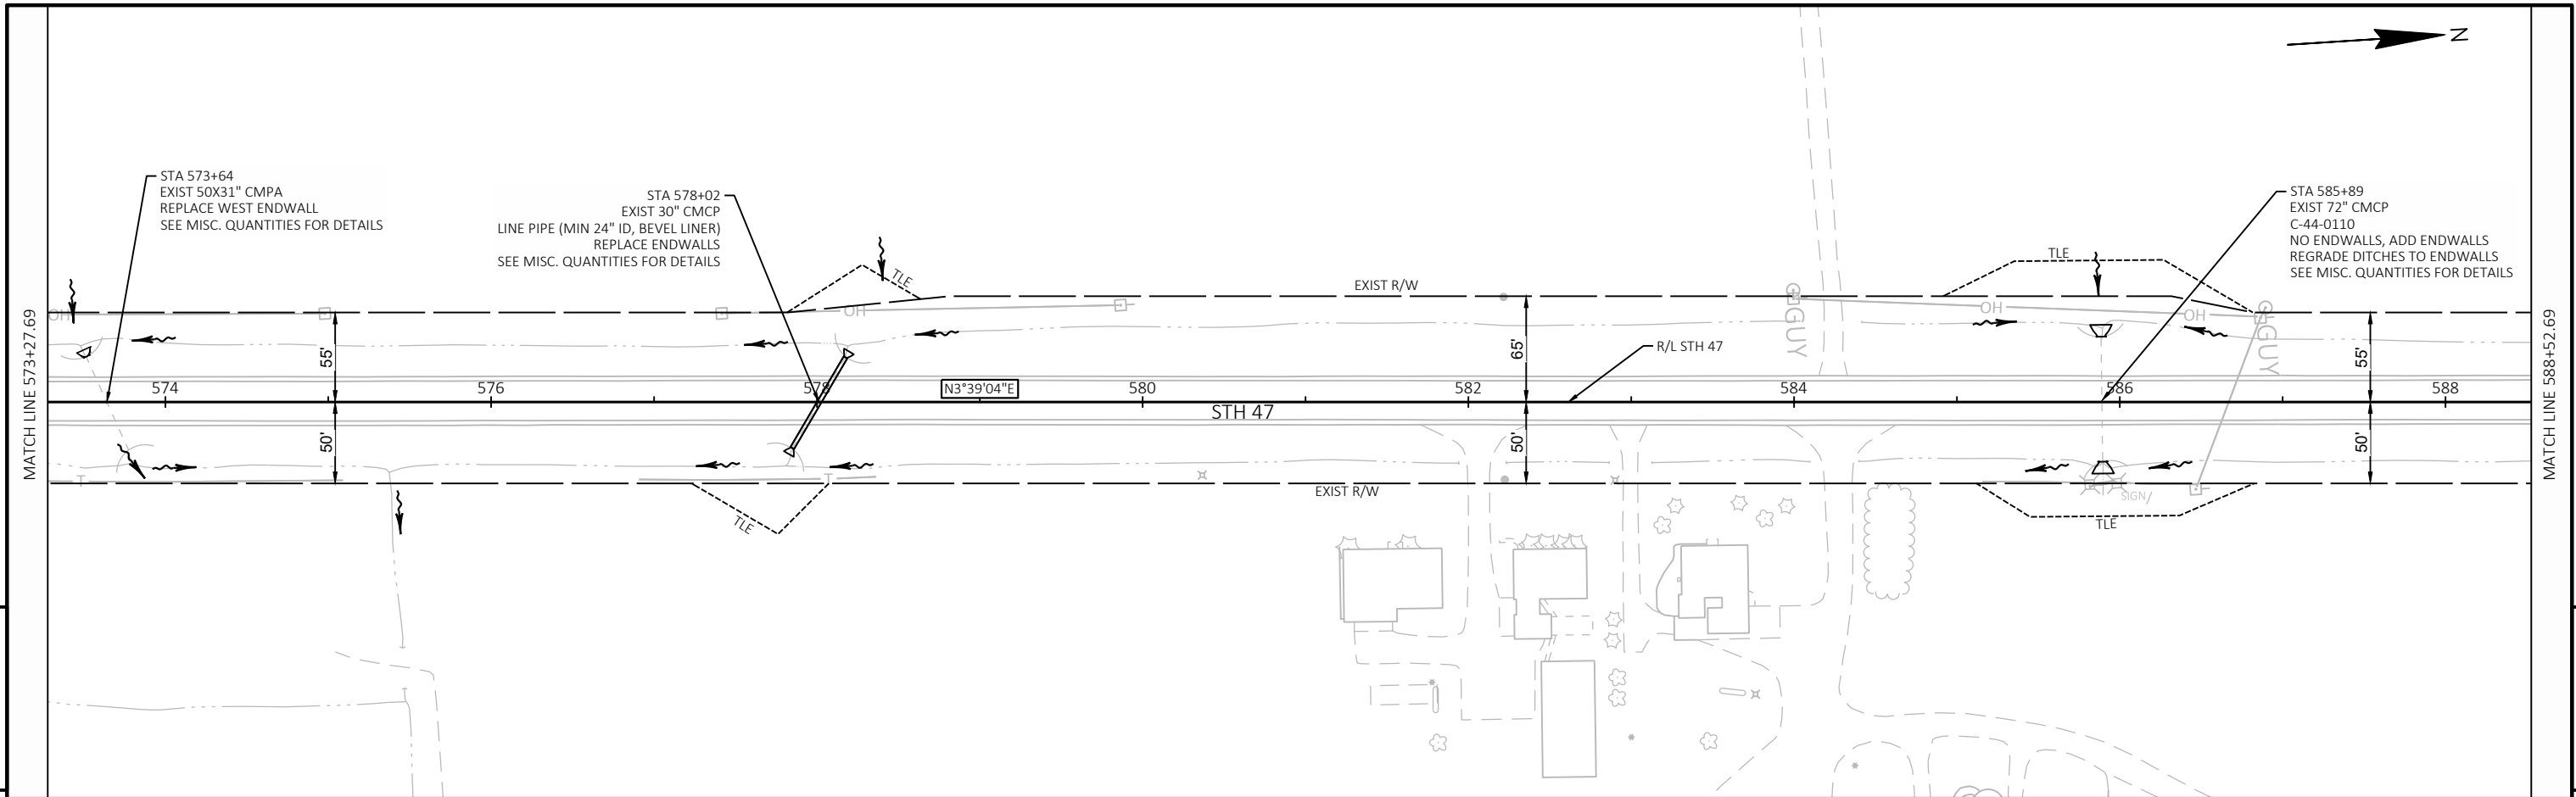 N
STA 573+64
EXIST 50X31" CMPA
REPLACE WEST ENDWALL
SEE MISC. QUANTITIES FOR DETAILS
STA 578+02
EXIST 30" CMCP
LINE PIPE (MIN 24" ID, BEVEL LINER)
REPLACE ENDWALLS
SEE MISC. QUANTITIES FOR DETAILS
STA 585+89
EXIST 72" CMCP
C-44-0110
NO ENDWALLS, ADD ENDWALLS
REGRADE DITCHES TO ENDWALLS
SEE MISC. QUANTITIES FOR DETAILS
TLE
TLE
EXIST R/W
OH
OH
OH
OH
GUY
GUY
MATCH LINE 573+27.69
MATCH LINE 588+52.69
55'
65'
55'
R/L STH 47
574
576
578
N3°39'04"E
580
582
584
586
588
STH 47
50'
50'
50'
T
T
EXIST R/W
SIGN/
TLE
TLE